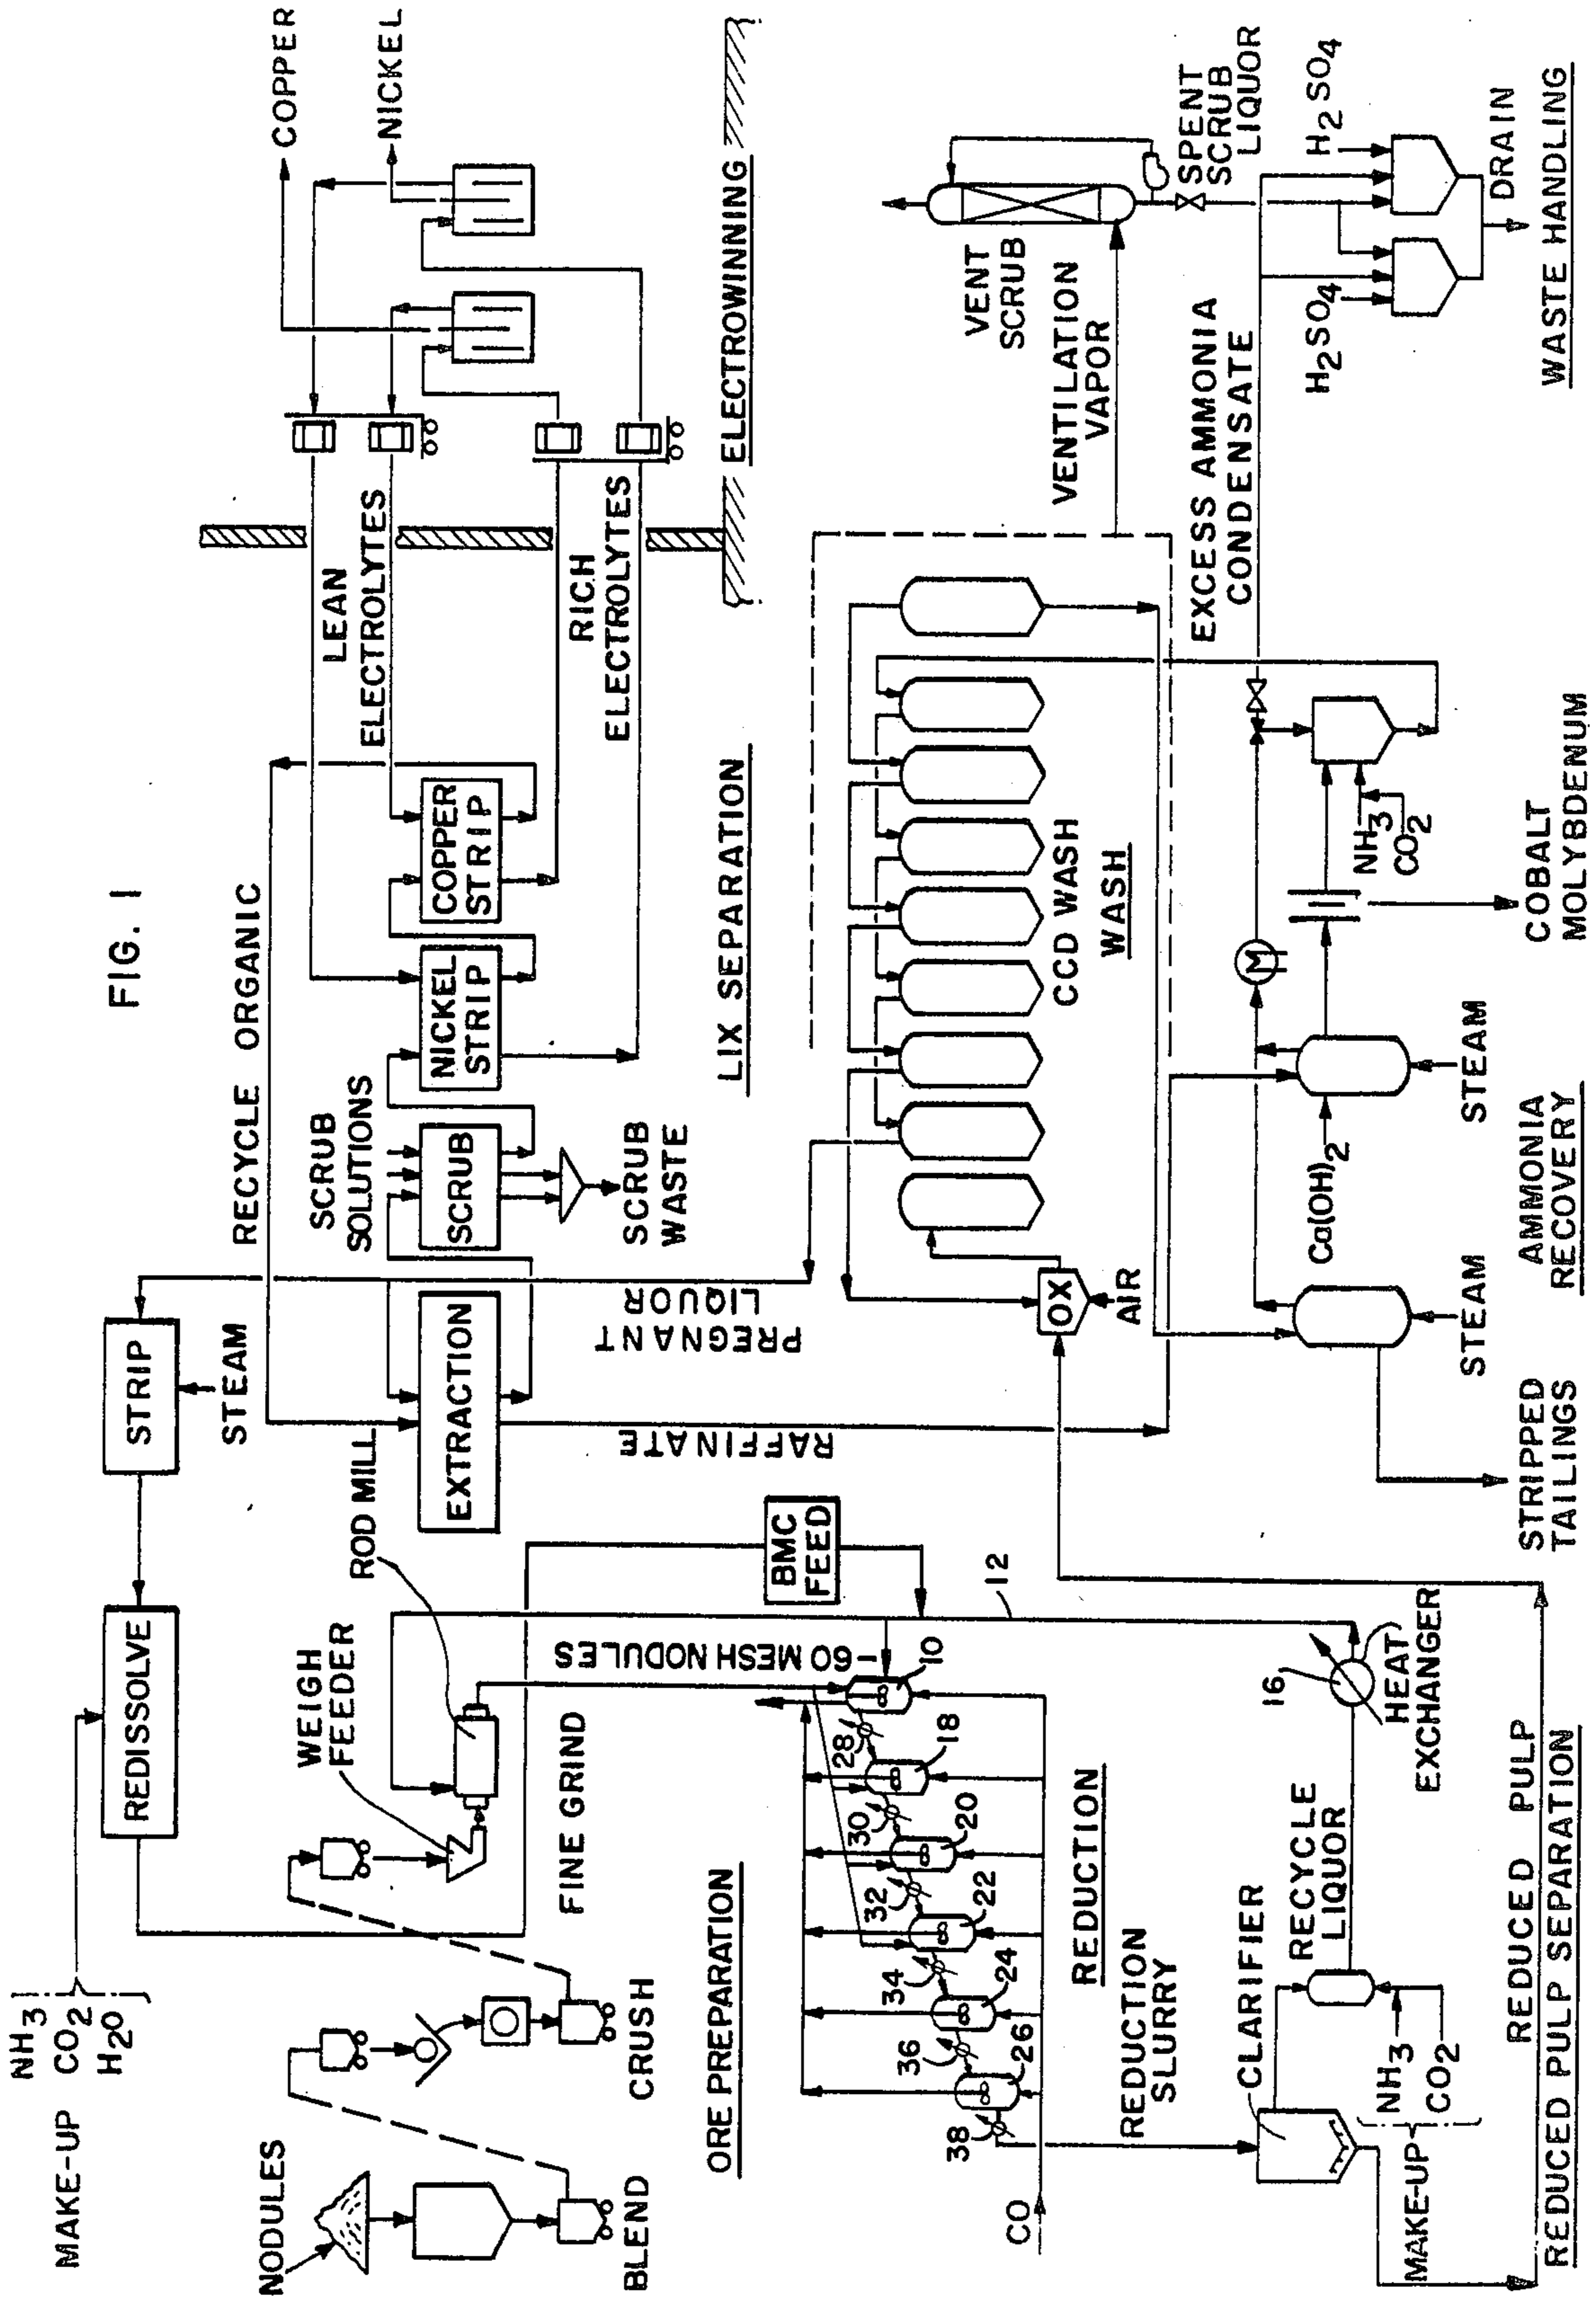 FIG. 1
NH3
CO2
H2O
MAKE-UP
REDISSOLVE
STRIP
STEAM
RECYCLE ORGANIC
COPPER
NICKEL
NODULES
BLEND
CRUSH
WEIGH
FEEDER
ROD MILL
FINE GRIND
ORE PREPARATION
EXTRACTION
SCRUB
SOLUTIONS
SCRUB
SCRUB
WASTE
NICKEL
STRIP
COPPER
STRIP
LEAN
ELECTROLYTES
RICH
ELECTROLYTES
LIX SEPARATION
ELECTROWINNING
-60 MESH NODULES
BMC
FEED
RAFFINATE
PREGNANT
LIQUOR
10
12
16
18
20
22
24
26
28
30
32
34
36
38
CO
REDUCTION
REDUCTION
SLURRY
OX
AIR
CCD WASH
WASH
VENTILATION
VAPOR
VENT
SCRUB
SPENT
SCRUB
LIQUOR
EXCESS AMMONIA
CONDENSATE
H2SO4
H2SO4
DRAIN
WASTE HANDLING
CLARIFIER
RECYCLE
LIQUOR
HEAT
EXCHANGER
MAKE-UP
NH3
CO2
REDUCED PULP
REDUCED PULP SEPARATION
STRIPPED
TAILINGS
STEAM
Ca(OH)2
STEAM
AMMONIA
RECOVERY
M
NH3
CO2
COBALT
MOLYBDENUM